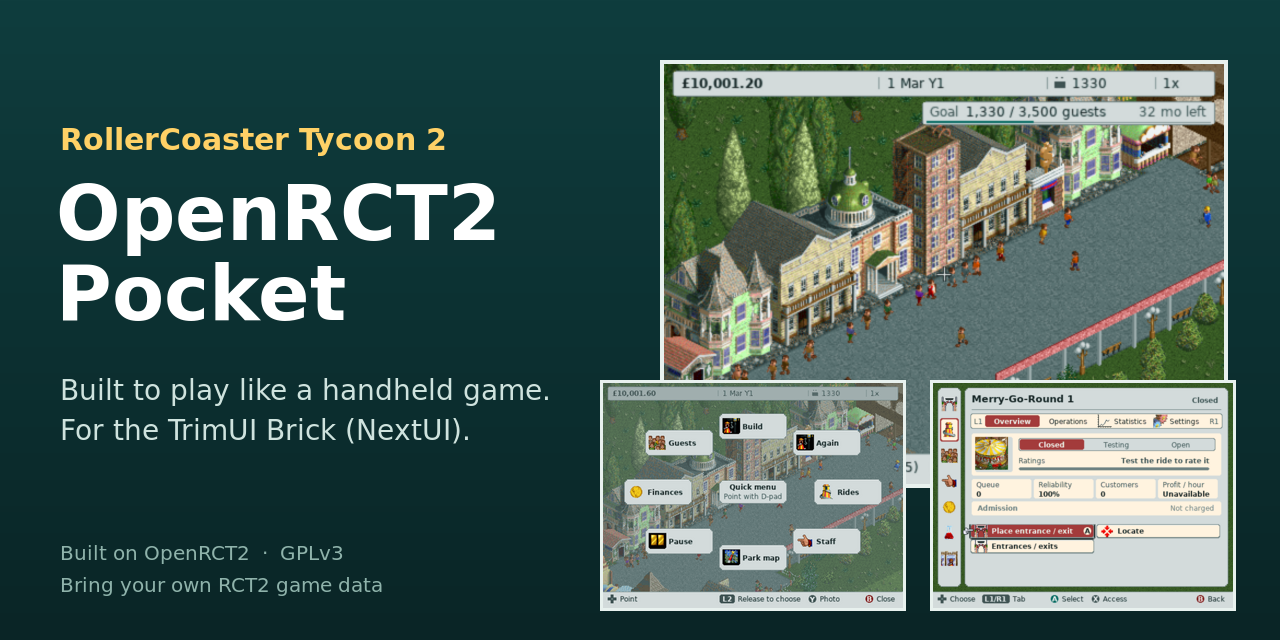 RollerCoaster Tycoon 2
OpenRCT2
Pocket
Built to play like a handheld game.
For the TrimUI Brick (NextUI).
Built on OpenRCT2 · GPLv3
Bring your own RCT2 game data
£10,001.20 1 Mar Y1 1330 1x
Goal 1,330 / 3,500 guests 32 mo left
5)
£10,001.60 1 Mar Y1 1330 1x
Build
Guests
Again
Finances
Quick menu
Point with D-pad
Rides
Pause
Staff
Park map
Point L2 Release to choose Y Photo B Close
Merry-Go-Round 1 Closed
L1 Overview Operations Statistics Settings R1
Closed Testing Open
Ratings Test the ride to rate it
Queue Reliability Customers Profit / hour
0 100% 0 Unavailable
Admission Not charged
Place entrance / exit A Locate
Entrances / exits
Choose L1/R1 Tab A Select X Access B Back